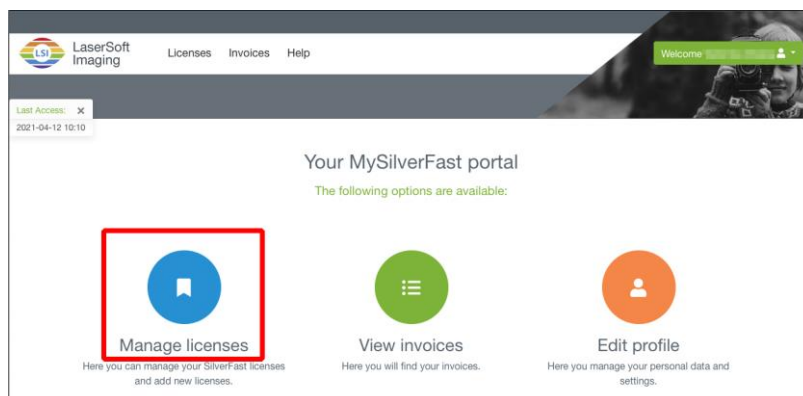 LSI
LaserSoft
Imaging
Licenses Invoices Help
Welcome
Last Access: x
2021-04-12 10:10
Your MySilverFast portal
The following options are available:
Manage licenses
Here you can manage your SilverFast licenses
and add new licenses.
View invoices
Here you will find your invoices.
Edit profile
Here you manage your personal data and
settings.